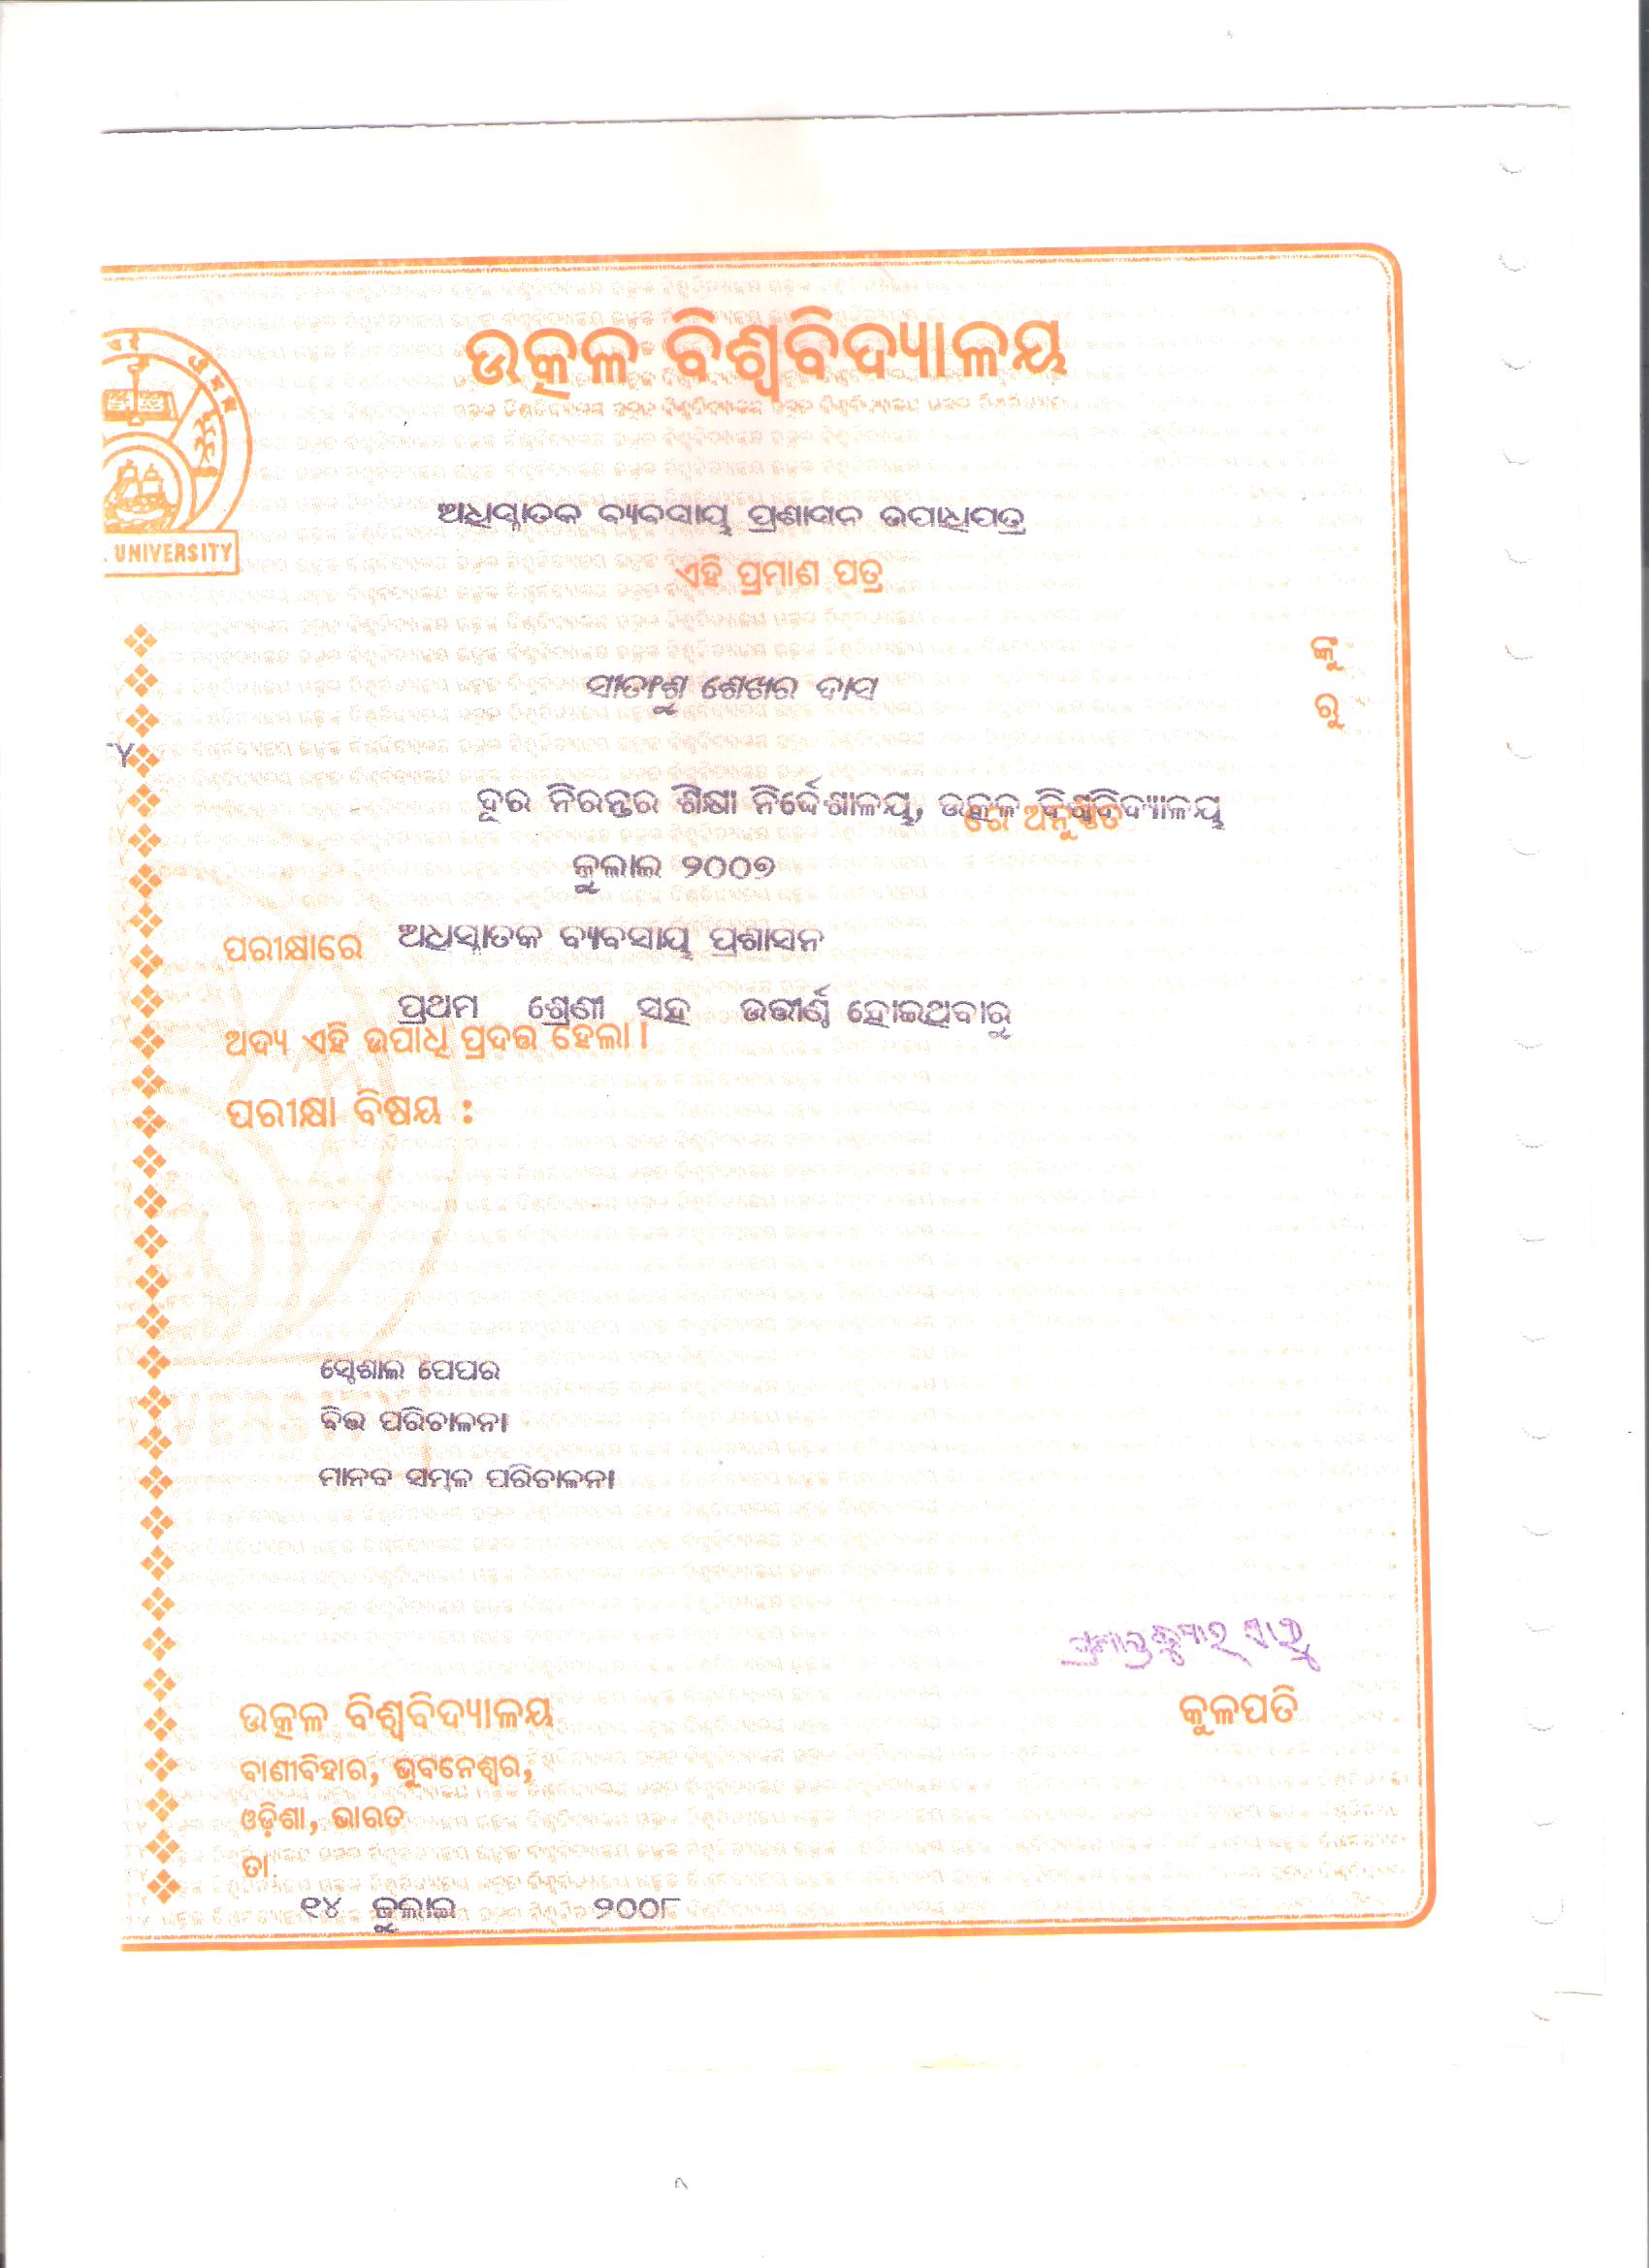 ଉତ୍କଳ ବିଶ୍ୱବିଦ୍ୟାଳୟ
UNIVERSITY
ଅଧିସ୍ନାତକ ବ୍ୟବସାୟ ପ୍ରଶାସନ ଉପାଧିପତ୍ର
ଏହି ପ୍ରମାଣ ପତ୍ର
ଙ୍କୁ
ସୀତାଂଶୁ ଶେଖର ଦାସ
ରୁ
TY
ଦୂର ନିରନ୍ତର ଶିକ୍ଷା ନିର୍ଦ୍ଦେଶାଳୟ, ଉତ୍କଳ ବିଶ୍ୱବିଦ୍ୟାଳୟ
ରେ ଅନୁଷ୍ଠିତ
ଜୁଲାଇ ୨୦୦୭
ପରୀକ୍ଷାରେ ଅଧିସ୍ନାତକ ବ୍ୟବସାୟ ପ୍ରଶାସନ
ପ୍ରଥମ ଶ୍ରେଣୀ ସହ ଉତ୍ତୀର୍ଣ୍ଣ ହୋଇଥିବାରୁ
ଅଦ୍ୟ ଏହି ଉପାଧି ପ୍ରଦତ୍ତ ହେଲା।
ପରୀକ୍ଷା ବିଷୟ :
ସ୍ପେଶାଲ ପେପର
ବିତ୍ତ ପରିଚାଳନା
ମାନବ ସମ୍ବଳ ପରିଚାଳନା
ଉତ୍କଳ ବିଶ୍ୱବିଦ୍ୟାଳୟ
କୁଳପତି
ବାଣୀବିହାର, ଭୁବନେଶ୍ୱର,
ଓଡ଼ିଶା, ଭାରତ
ତା
୧୪ ଜୁଲାଇ ୨୦୦୮